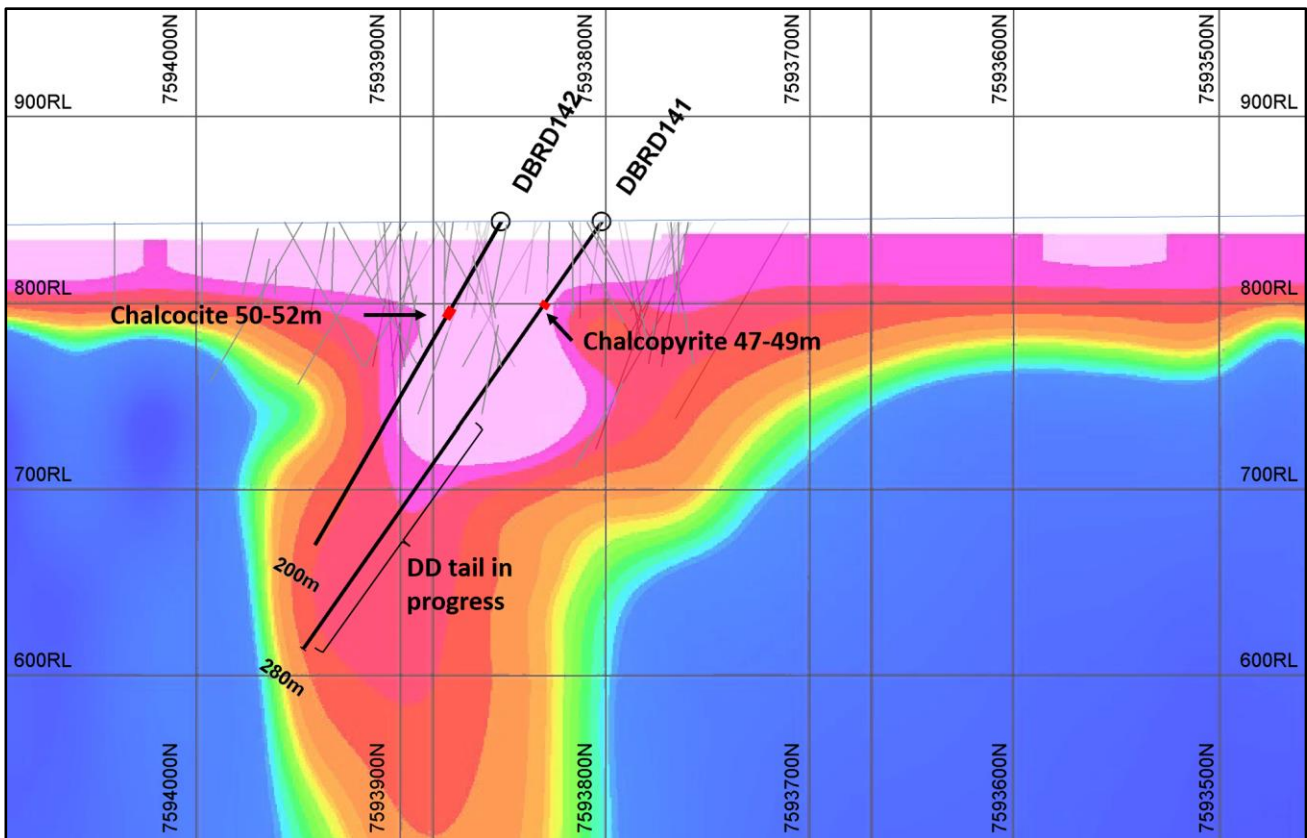 7594000N
7593900N
7593800N
7593700N
7593600N
7593500N
900RL
900RL
DBRD142
DBRD141
800RL
800RL
Chalcocite 50-52m
Chalcopyrite 47-49m
700RL
700RL
200m
DD tail in
progress
600RL
600RL
280m
7594000N
7593900N
7593800N
7593700N
7593600N
7593500N